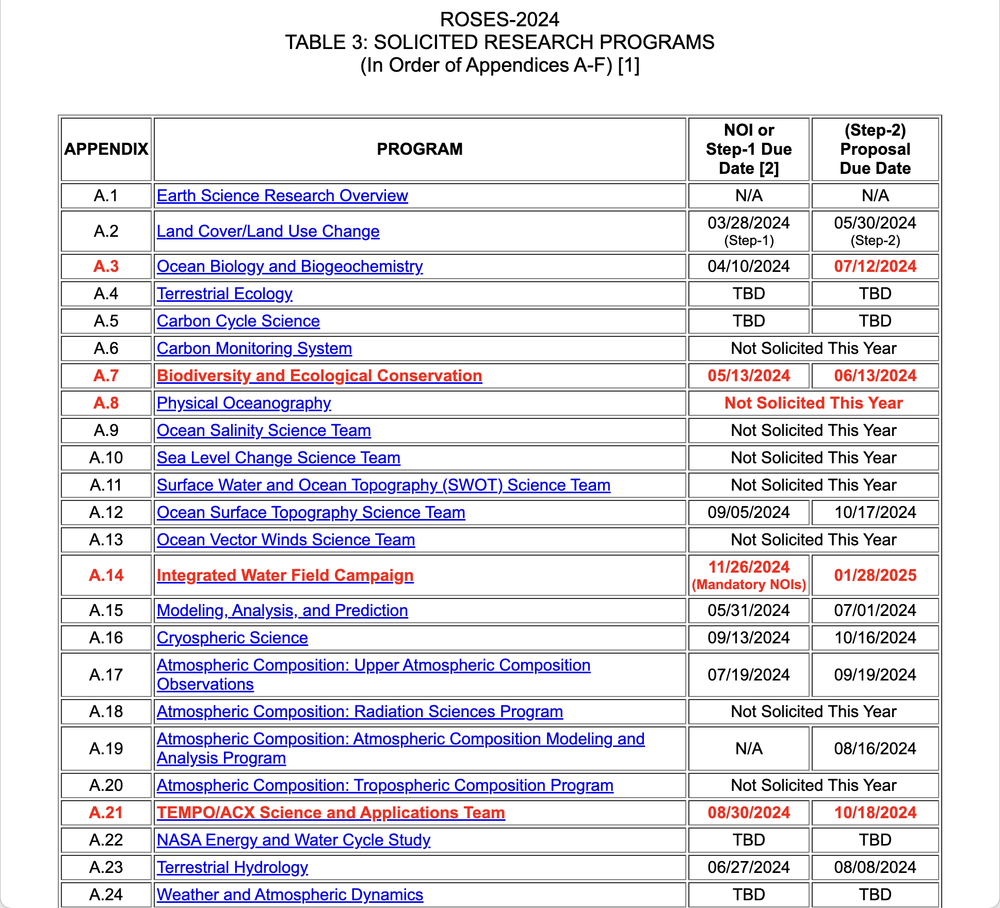 ROSES-2024
TABLE 3: SOLICITED RESEARCH PROGRAMS
(In Order of Appendices A-F) [1]
APPENDIX PROGRAM NOI or Step-1 Due Date [2] (Step-2) Proposal Due Date
A.1 Earth Science Research Overview N/A N/A
A.2 Land Cover/Land Use Change 03/28/2024 (Step-1) 05/30/2024 (Step-2)
A.3 Ocean Biology and Biogeochemistry 04/10/2024 07/12/2024
A.4 Terrestrial Ecology TBD TBD
A.5 Carbon Cycle Science TBD TBD
A.6 Carbon Monitoring System Not Solicited This Year
A.7 Biodiversity and Ecological Conservation 05/13/2024 06/13/2024
A.8 Physical Oceanography Not Solicited This Year
A.9 Ocean Salinity Science Team Not Solicited This Year
A.10 Sea Level Change Science Team Not Solicited This Year
A.11 Surface Water and Ocean Topography (SWOT) Science Team Not Solicited This Year
A.12 Ocean Surface Topography Science Team 09/05/2024 10/17/2024
A.13 Ocean Vector Winds Science Team Not Solicited This Year
A.14 Integrated Water Field Campaign 11/26/2024 (Mandatory NOIs) 01/28/2025
A.15 Modeling, Analysis, and Prediction 05/31/2024 07/01/2024
A.16 Cryospheric Science 09/13/2024 10/16/2024
A.17 Atmospheric Composition: Upper Atmospheric Composition Observations 07/19/2024 09/19/2024
A.18 Atmospheric Composition: Radiation Sciences Program Not Solicited This Year
A.19 Atmospheric Composition: Atmospheric Composition Modeling and Analysis Program N/A 08/16/2024
A.20 Atmospheric Composition: Tropospheric Composition Program Not Solicited This Year
A.21 TEMPO/ACX Science and Applications Team 08/30/2024 10/18/2024
A.22 NASA Energy and Water Cycle Study TBD TBD
A.23 Terrestrial Hydrology 06/27/2024 08/08/2024
A.24 Weather and Atmospheric Dynamics TBD TBD